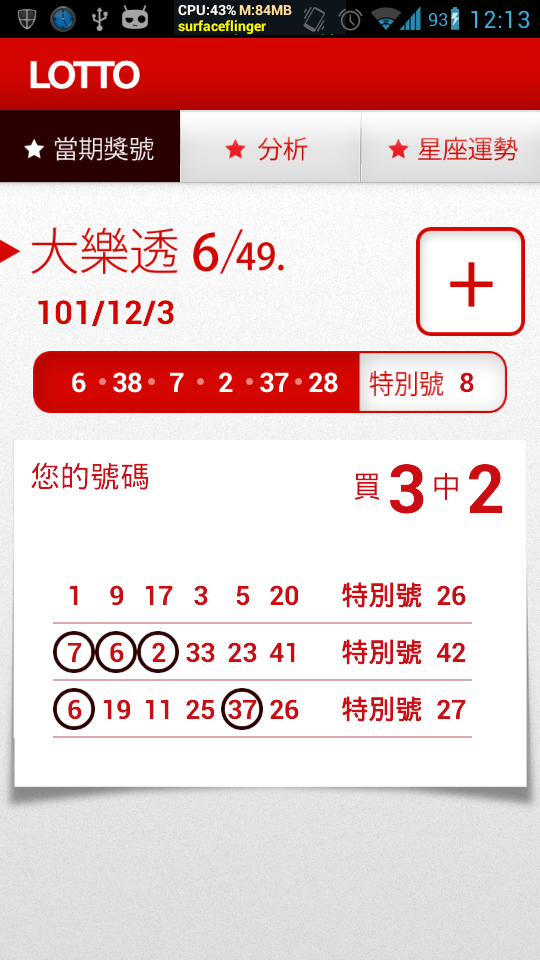 CPU:43% M:84MB
surfaceflinger
93 12:13
LOTTO
當期獎號 分析 星座運勢
大樂透 6/49.
101/12/3
+
6 • 38 • 7 • 2 • 37 • 28 特別號 8
您的號碼 買 3 中 2
1 9 17 3 5 20 特別號 26
7 6 2 33 23 41 特別號 42
6 19 11 25 37 26 特別號 27